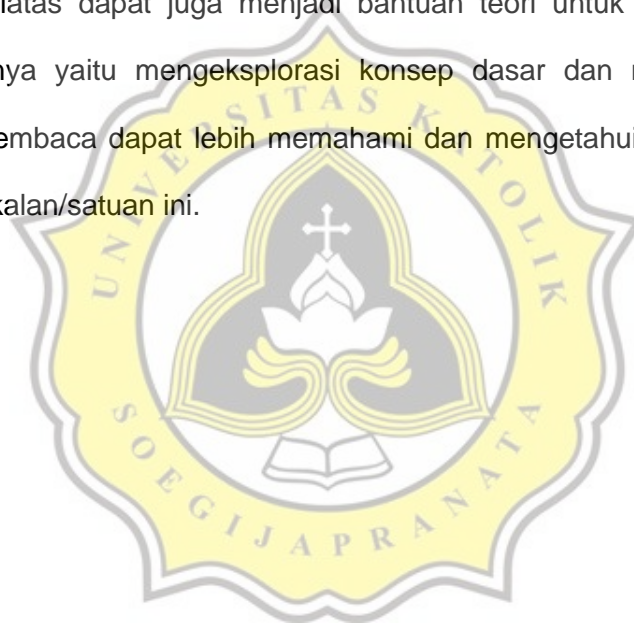 iatas dapat juga menjadi bantuan teori untuk
nya yaitu mengeksplorasi konsep dasar dan
embaca dapat lebih memahami dan mengetahui
kalan/satuan ini.
UNIVERSITAS KATOLIK
SOEGIJAPRANATA